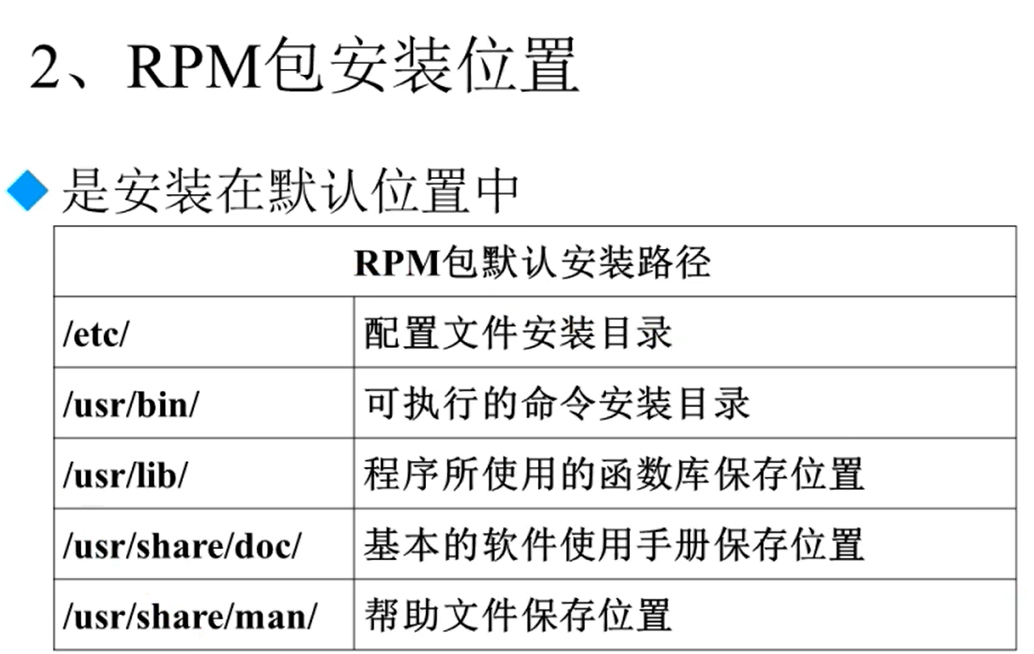 2、RPM包安装位置
是安装在默认位置中
RPM包默认安装路径
/etc/ 配置文件安装目录
/usr/bin/ 可执行的命令安装目录
/usr/lib/ 程序所使用的函数库保存位置
/usr/share/doc/ 基本的软件使用手册保存位置
/usr/share/man/ 帮助文件保存位置